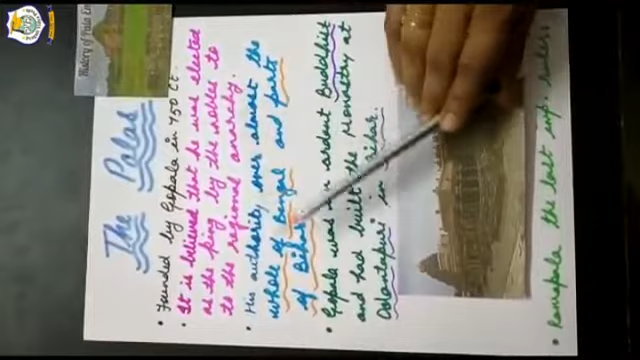 The Palas
• Founded by Gopala in 750 CE.
• It is believed that he was elected
as the king by the nobles to
to the regional anarchy.
• His authority over almost the
whole of Bengal and parts
of Bihar
• Gopala was an ardent Buddhist
and had built the monastry at
Odantapuri in Bihar.
• Ramapala the last imp. ruler.
History of Pala